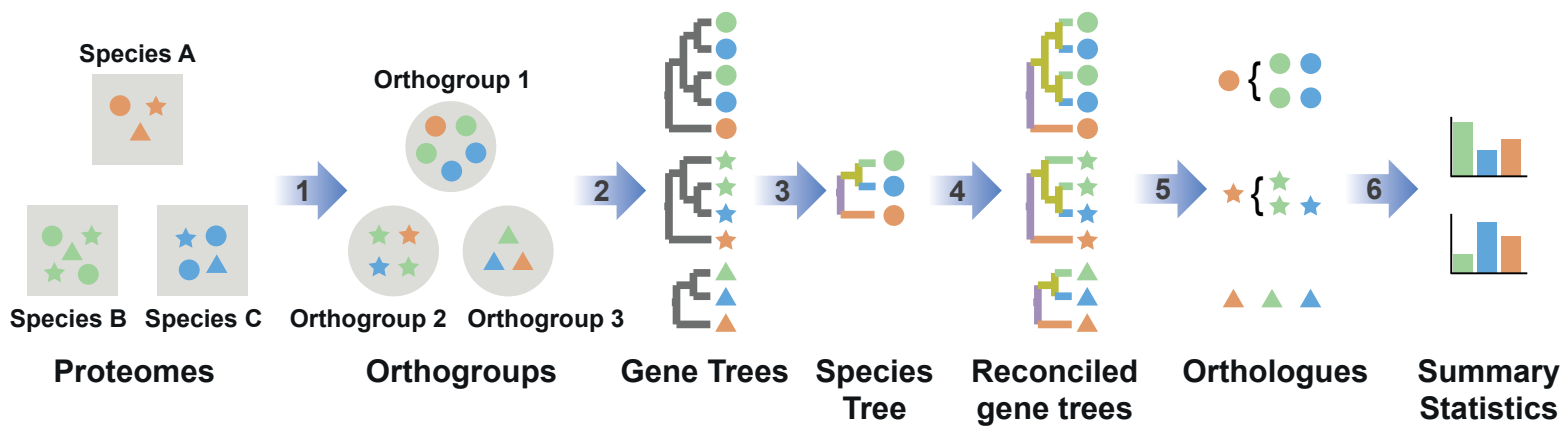 Species A
Species B
Species C
Proteomes
1
Orthogroup 1
Orthogroup 2
Orthogroup 3
Orthogroups
2
Gene Trees
3
Species
Tree
4
Reconciled
gene trees
5
Orthologues
6
Summary
Statistics